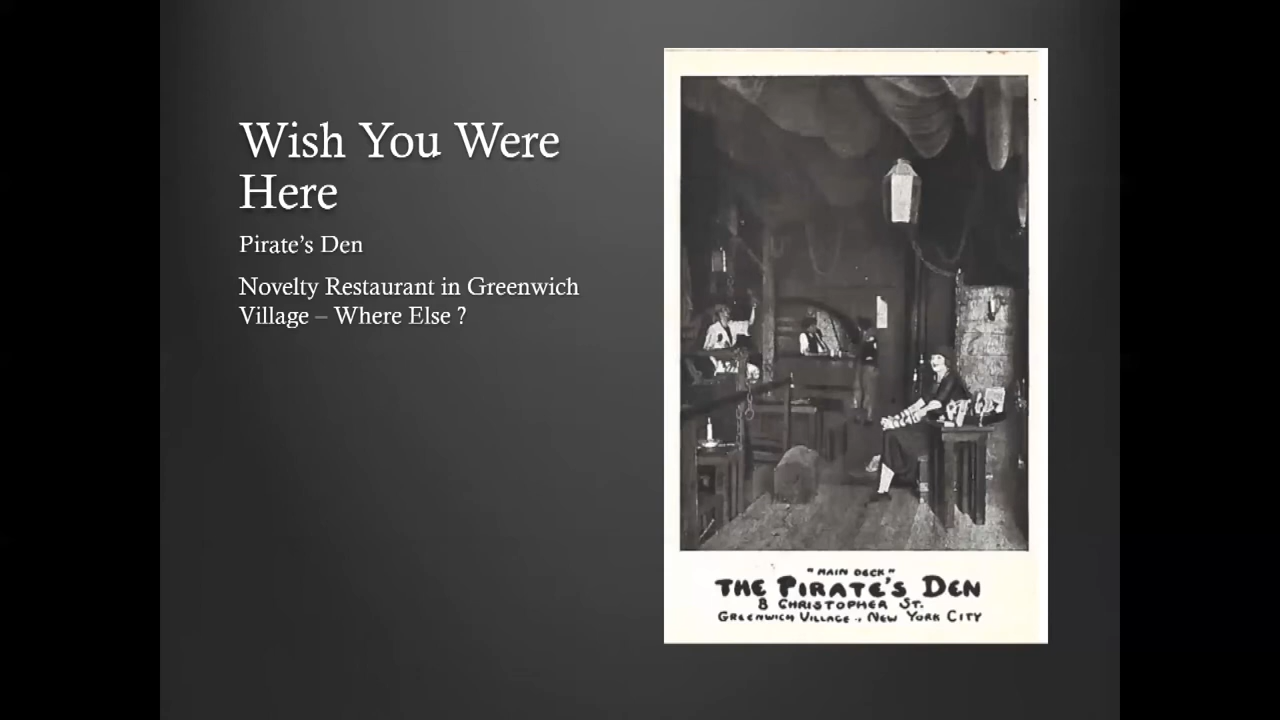 Wish You Were
Here
Pirate's Den
Novelty Restaurant in Greenwich
Village – Where Else ?
"MAIN DECK"
THE PIRATE'S DEN
8 CHRISTOPHER ST.
GREENWICH VILLAGE -, NEW YORK CITY